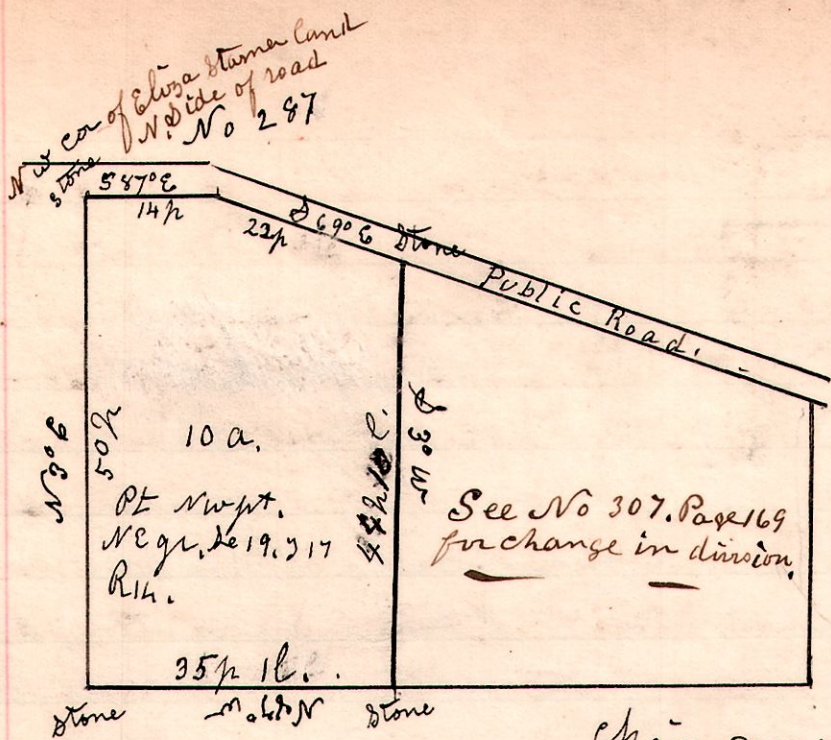 N W cor of Eliza Starner land
N. Side of road
No 287
Stone
S 87° E
14 p
22 p
S 69° E Stone
Public Road.
N 3° E
50 p
10 a.
S 3° W
Pt Nw pt.
NE qr, Se 19, T 17
R 14.
See No 307. Page 169
for change in division.
35 p 1 l.
Stone
Stone